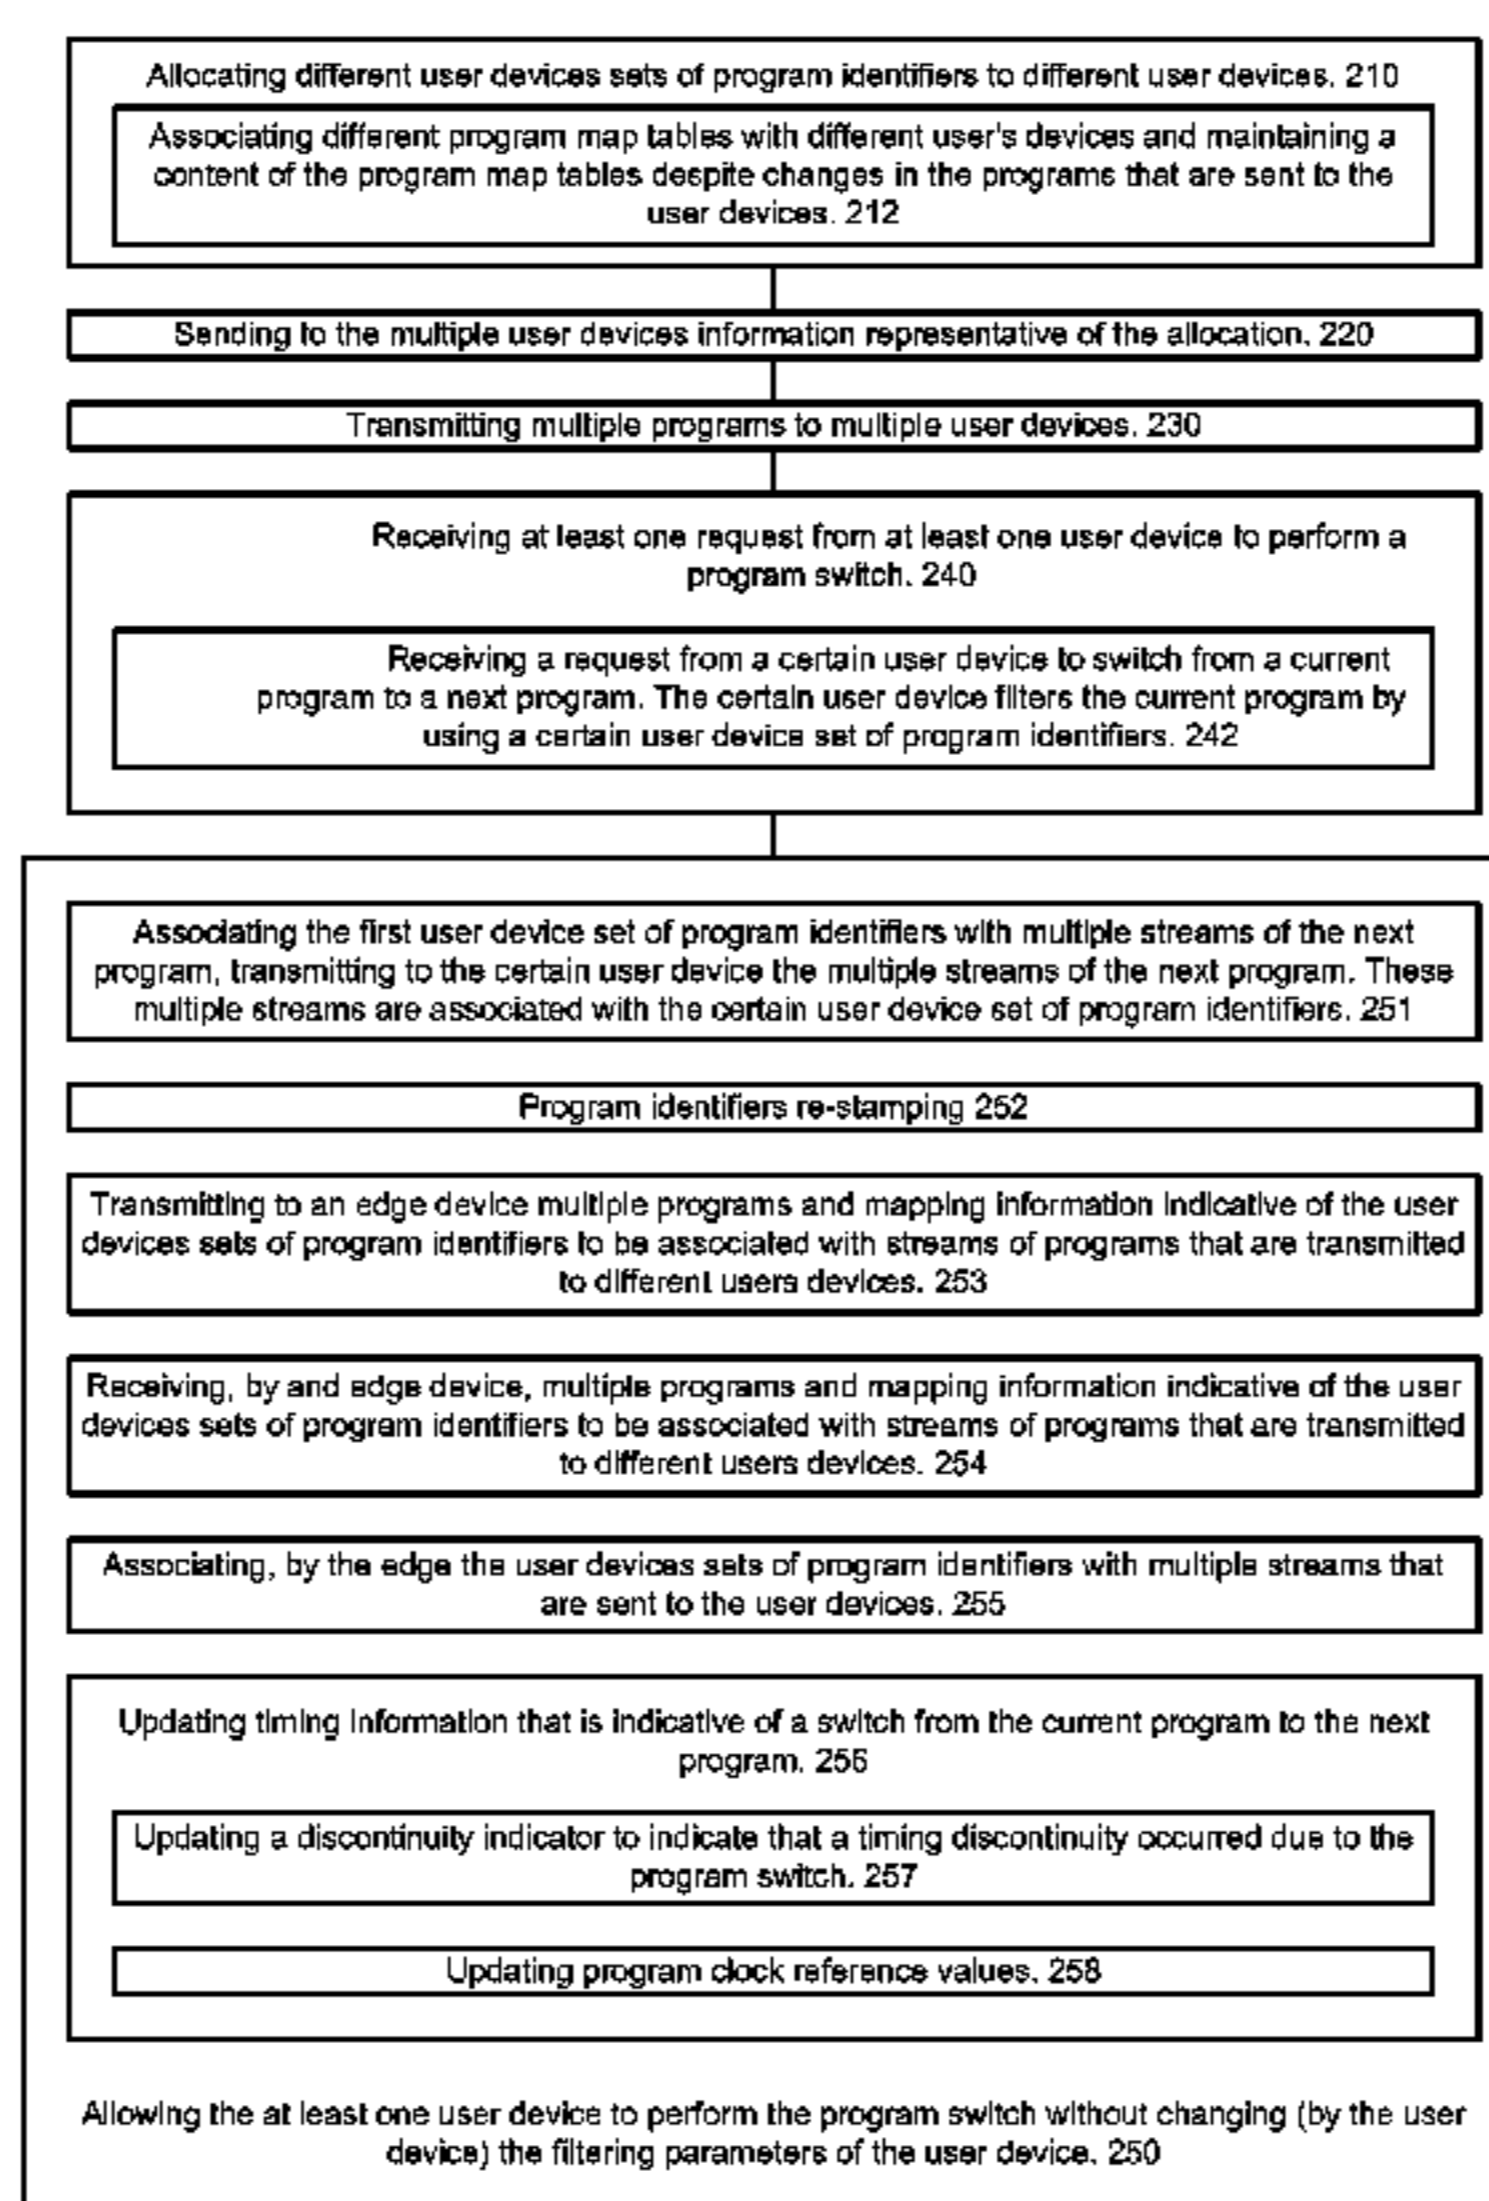 Allocating different user devices sets of program identifiers to different user devices. 210
Associating different program map tables with different user's devices and maintaining a
content of the program map tables despite changes in the programs that are sent to the
user devices. 212
Sending to the multiple user devices information representative of the allocation. 220
Transmitting multiple programs to multiple user devices. 230
Receiving at least one request from at least one user device to perform a
program switch. 240
Receiving a request from a certain user device to switch from a current
program to a next program. The certain user device filters the current program by
using a certain user device set of program identifiers. 242
Associating the first user device set of program identifiers with multiple streams of the next
program, transmitting to the certain user device the multiple streams of the next program. These
multiple streams are associated with the certain user device set of program identifiers. 251
Program identifiers re-stamping 252
Transmitting to an edge device multiple programs and mapping information indicative of the user
devices sets of program identifiers to be associated with streams of programs that are transmitted
to different users devices. 253
Receiving, by and edge device, multiple programs and mapping information indicative of the user
devices sets of program identifiers to be associated with streams of programs that are transmitted
to different users devices. 254
Associating, by the edge the user devices sets of program identifiers with multiple streams that
are sent to the user devices. 255
Updating timing information that is indicative of a switch from the current program to the next
program. 256
Updating a discontinuity indicator to indicate that a timing discontinuity occurred due to the
program switch. 257
Updating program clock reference values. 258
Allowing the at least one user device to perform the program switch without changing (by the user
device) the filtering parameters of the user device. 250